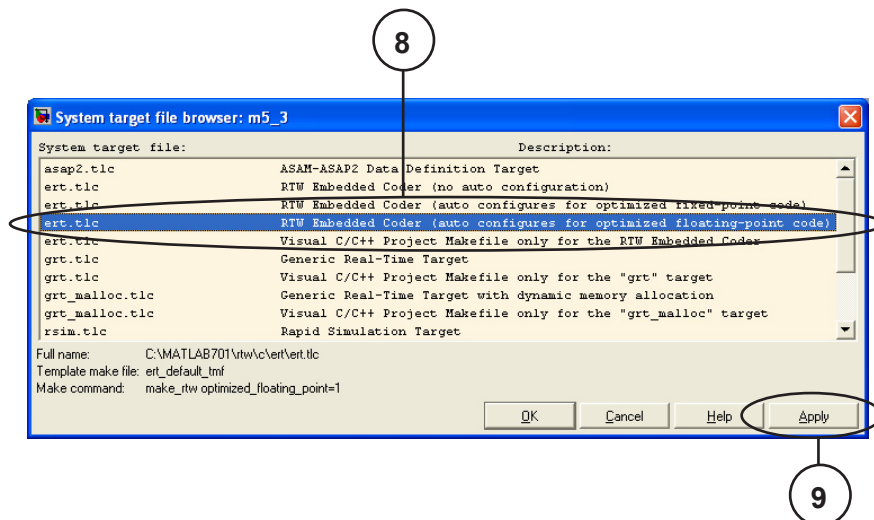 8
System target file browser: m5_3
System target file: Description:
asap2.tlc ASAM-ASAP2 Data Definition Target
ert.tlc RTW Embedded Coder (no auto configuration)
ert.tlc RTW Embedded Coder (auto configures for optimized fixed-point code)
ert.tlc RTW Embedded Coder (auto configures for optimized floating-point code)
ert.tlc Visual C/C++ Project Makefile only for the RTW Embedded Coder
grt.tlc Generic Real-Time Target
grt.tlc Visual C/C++ Project Makefile only for the "grt" target
grt_malloc.tlc Generic Real-Time Target with dynamic memory allocation
grt_malloc.tlc Visual C/C++ Project Makefile only for the "grt_malloc" target
rsim.tlc Rapid Simulation Target
Full name: C:\MATLAB701\rtw\c\ert\ert.tlc
Template make file: ert_default_tmf
Make command: make_rtw optimized_floating_point=1
OK Cancel Help Apply
9